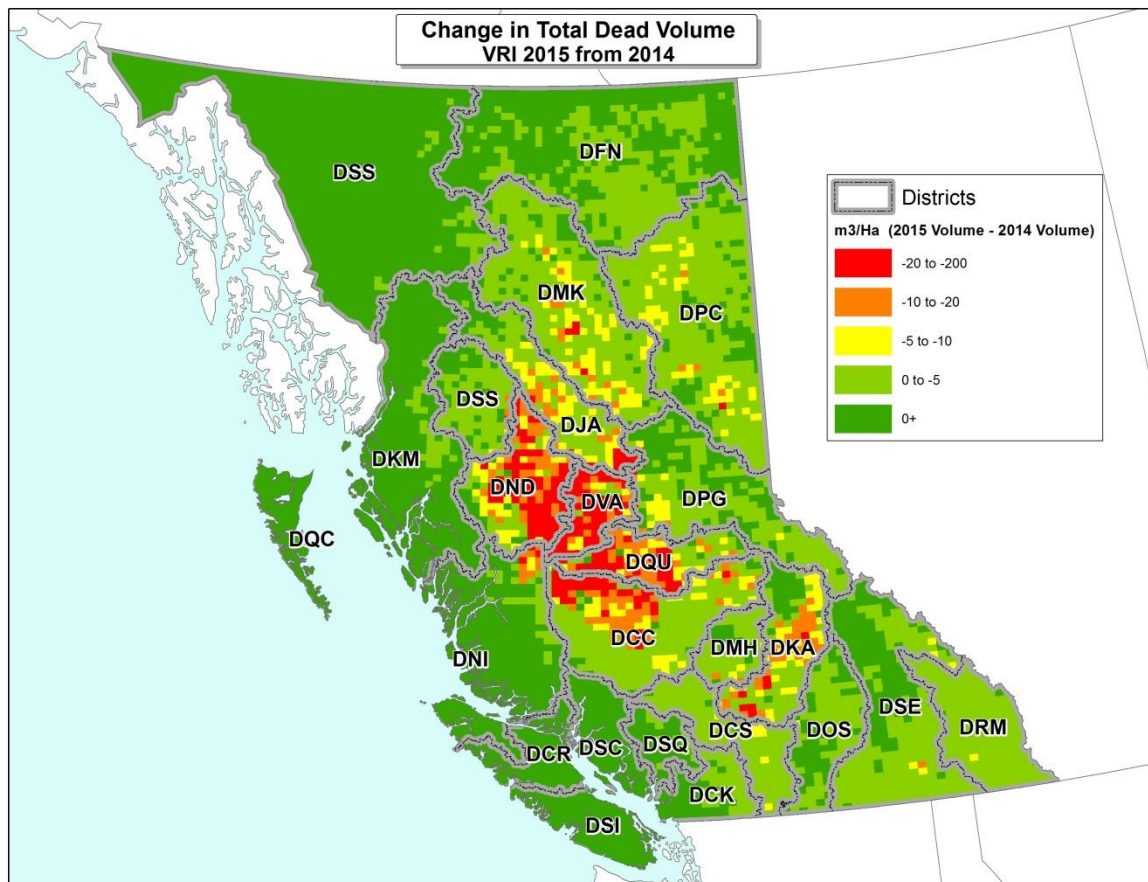 Change in Total Dead Volume
VRI 2015 from 2014
DSS
DFN
Districts
m3/Ha (2015 Volume - 2014 Volume)
-20 to -200
-10 to -20
-5 to -10
0 to -5
0+
DMK
DPC
DSS
DJA
DKM
DND
DVA
DPG
DQC
DQU
DCC
DMH
DKA
DNI
DSE
DRM
DCS
DOS
DCR
DSC
DSQ
DCK
DSI